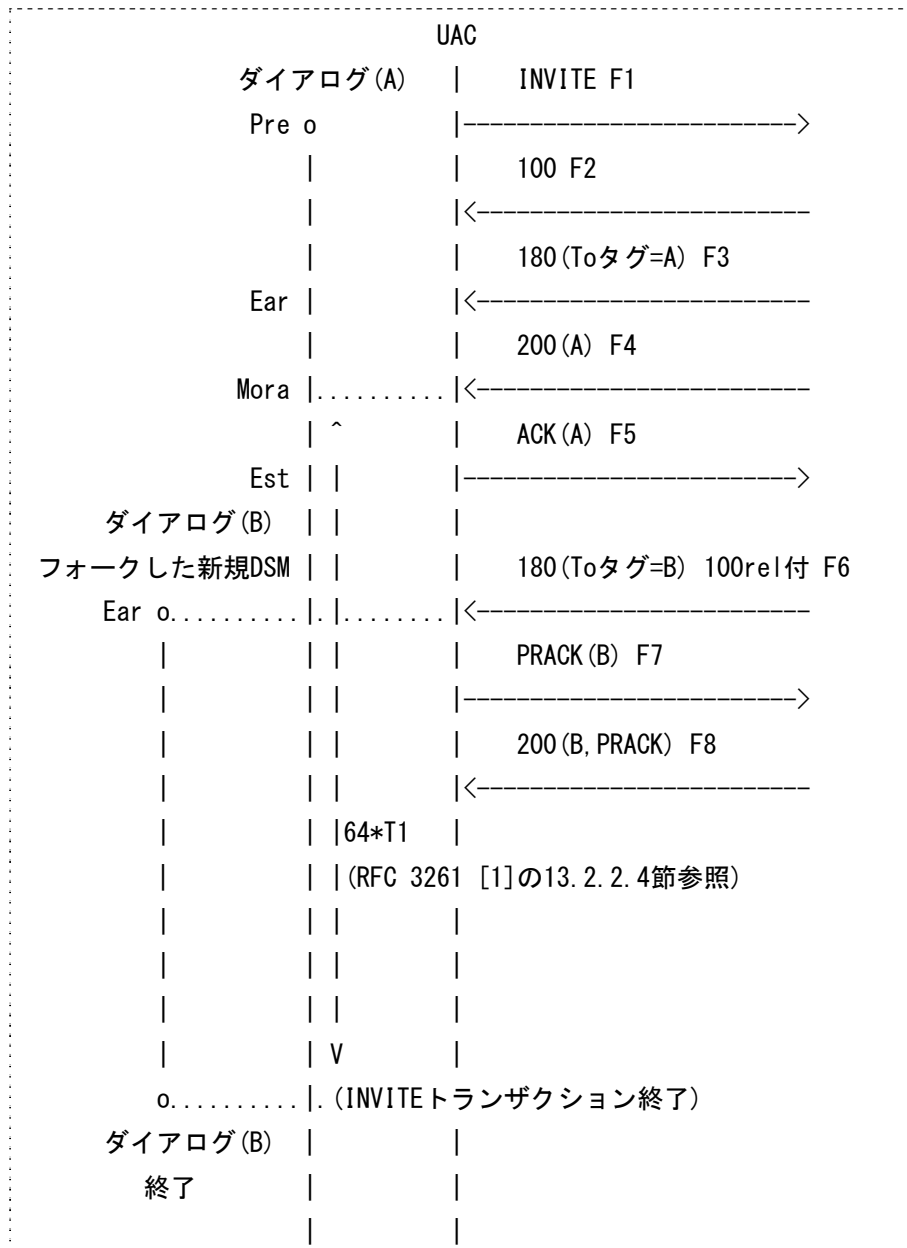 UAC
ダイアログ(A) | INVITE F1
Pre o |------------------------->
| | 100 F2
| |<-------------------------
| | 180(Toタグ=A) F3
Ear | |<-------------------------
| | 200(A) F4
Mora |..........|<-------------------------
| ^ | ACK(A) F5
Est | | |------------------------->
ダイアログ(B) | | |
フォークした新規DSM | | | 180(Toタグ=B) 100rel付 F6
Ear o..........|.|........|<-------------------------
| | | | PRACK(B) F7
| | | |------------------------->
| | | | 200(B,PRACK) F8
| | | |<-------------------------
| | |64*T1 |
| | |(RFC 3261 [1]の13.2.2.4節参照)
| | | |
| | | |
| | | |
| | V |
o..........|.(INVITEトランザクション終了)
ダイアログ(B) | |
終了 | |
| |